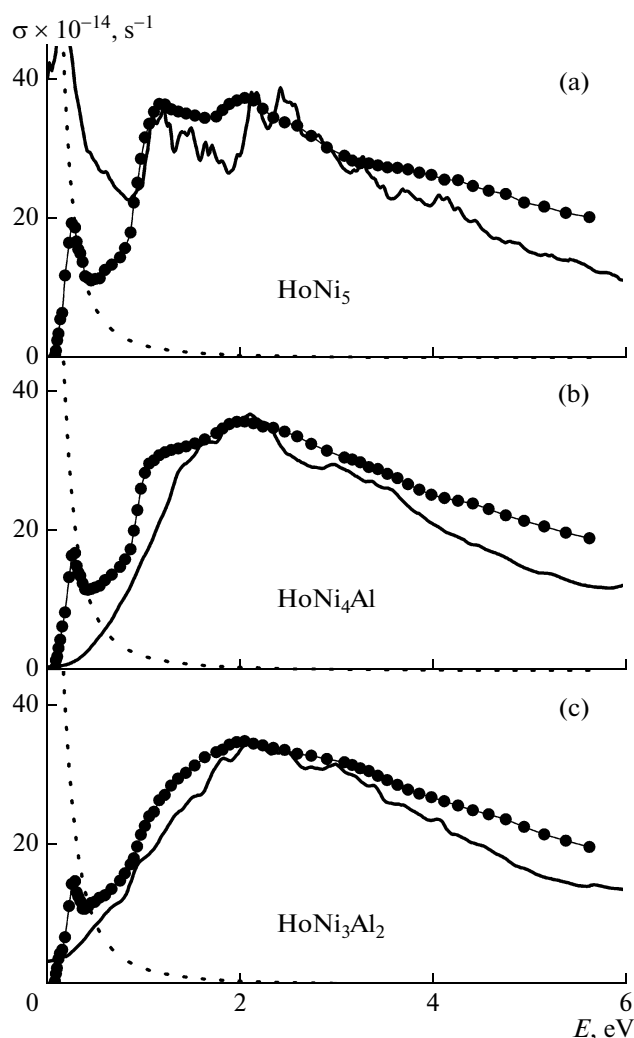 σ × 10⁻¹⁴, s⁻¹
40
(a)
20
HoNi₅
0
40
(b)
20
HoNi₄Al
0
40
(c)
20
HoNi₃Al₂
0 2 4 6
E, eV